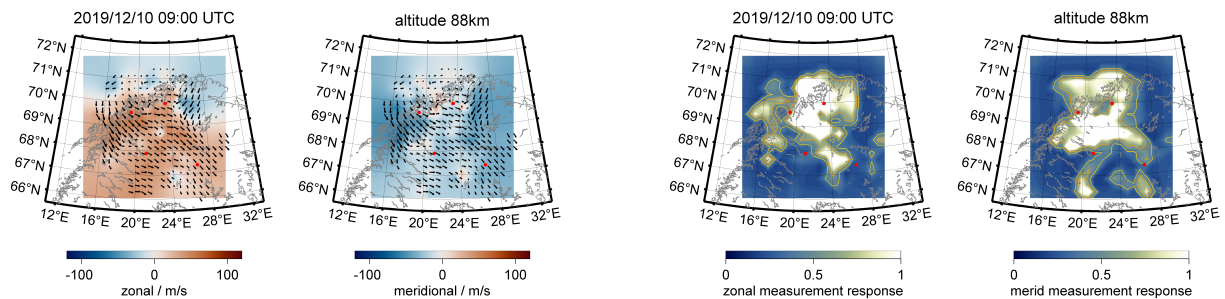 2019/12/10 09:00 UTC
72°N
71°N
70°N
69°N
68°N
67°N
66°N
12°E
16°E
20°E
24°E
28°E
32°E
-100
0
100
zonal / m/s
altitude 88km
72°N
71°N
70°N
69°N
68°N
67°N
66°N
12°E
16°E
20°E
24°E
28°E
32°E
-100
0
100
meridional / m/s
2019/12/10 09:00 UTC
72°N
71°N
70°N
69°N
68°N
67°N
66°N
12°E
16°E
20°E
24°E
28°E
32°E
0
0.5
1
zonal measurement response
altitude 88km
72°N
71°N
70°N
69°N
68°N
67°N
66°N
12°E
16°E
20°E
24°E
28°E
32°E
0
0.5
1
merid measurement response